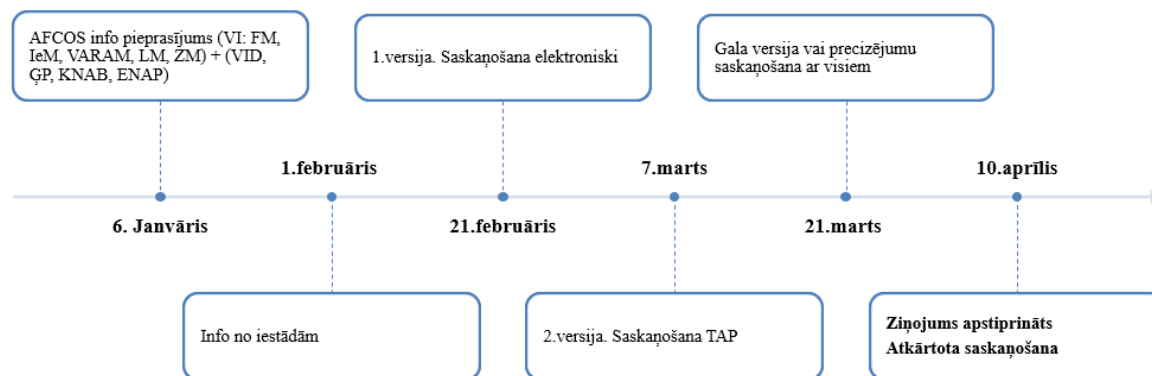 AFCOS info pieprasījums (VI: FM,
IeM, VARAM, LM, ZM) + (VID,
ĢP, KNAB, ENAP)
1.versija. Saskaņošana elektroniski
Gala versija vai precizējumu
saskaņošana ar visiem
1.februāris
7.marts
10.aprīlis
6. Janvāris
21.februāris
21.marts
Info no iestādām
2.versija. Saskaņošana TAP
Ziņojums apstiprināts
Atkārtota saskaņošana